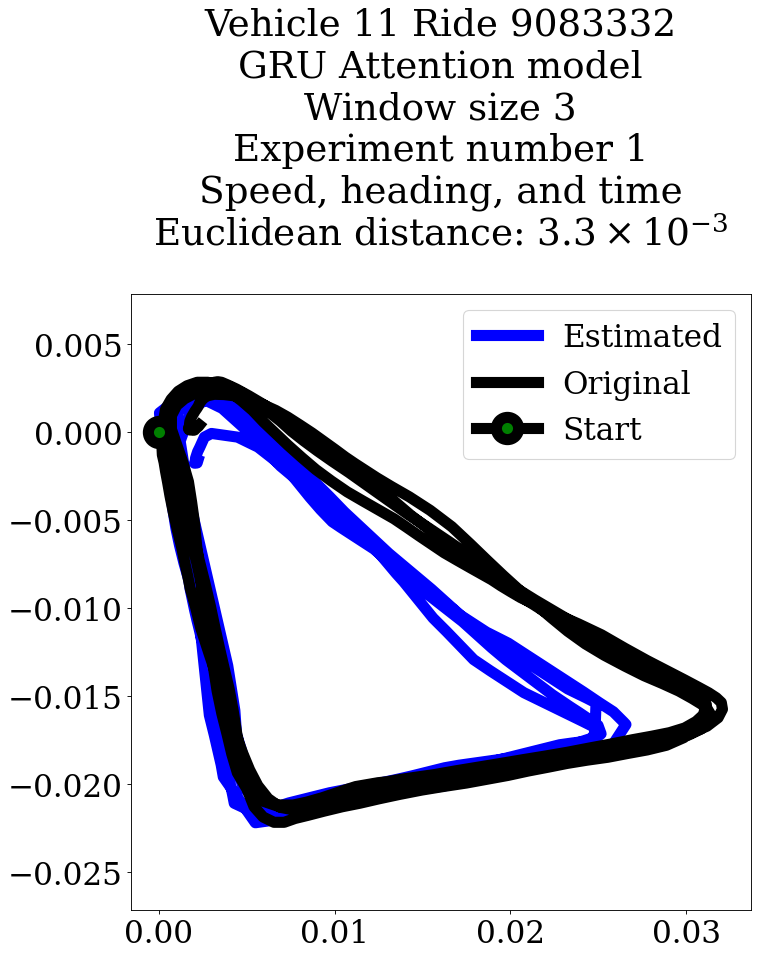 Vehicle 11 Ride 9083332
GRU Attention model
Window size 3
Experiment number 1
Speed, heading, and time
Euclidean distance: 3.3 × 10⁻³
Estimated
Original
Start
0.005
0.000
−0.005
−0.010
−0.015
−0.020
−0.025
0.00 0.01 0.02 0.03